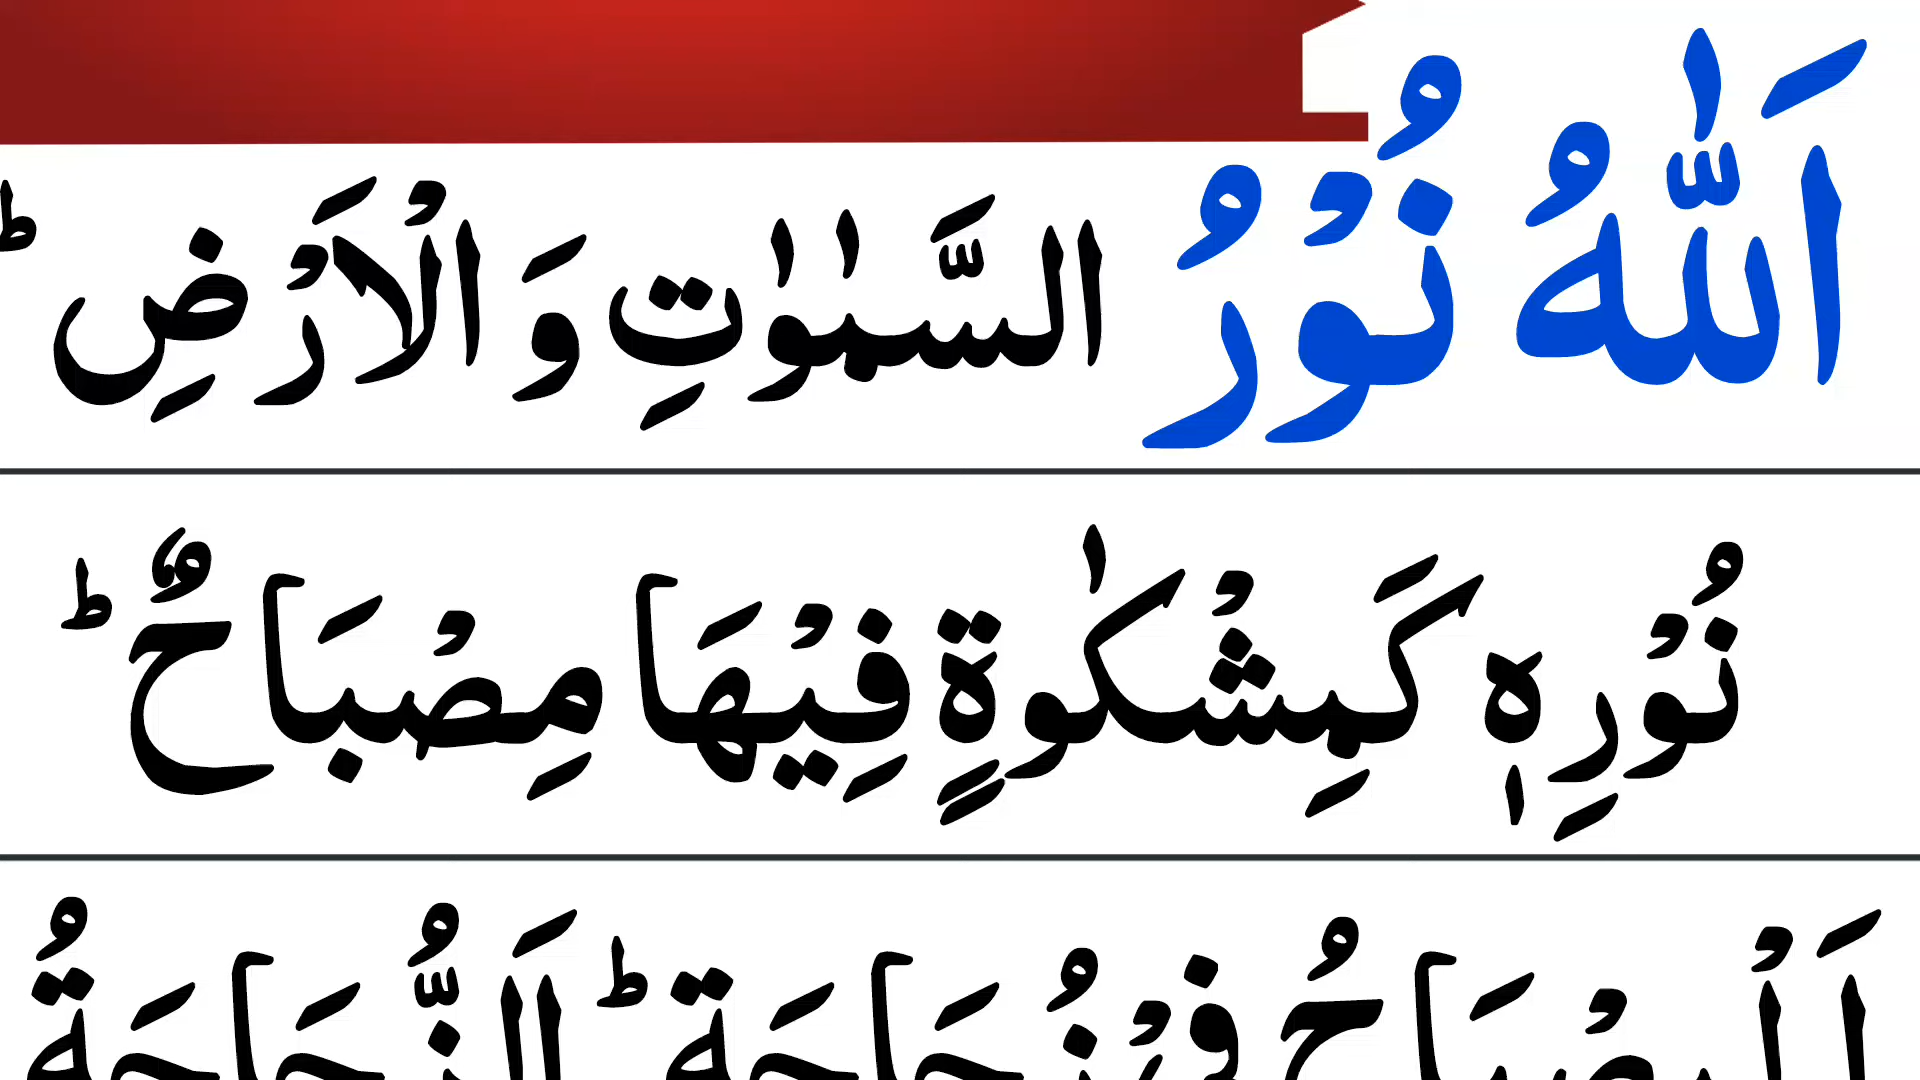 اَللّٰهُ نُوْرُ السَّمٰوٰتِ وَ الْاَرْضِ ؕ
نُوْرِهٖ كَمِشْكٰوةٍ فِیْهَا مِصْبَاحٌؕ
اَلْمِصْبَاحُ فِیْ زُجَاجَةٍؕ اَلزُّجَاجَةُ